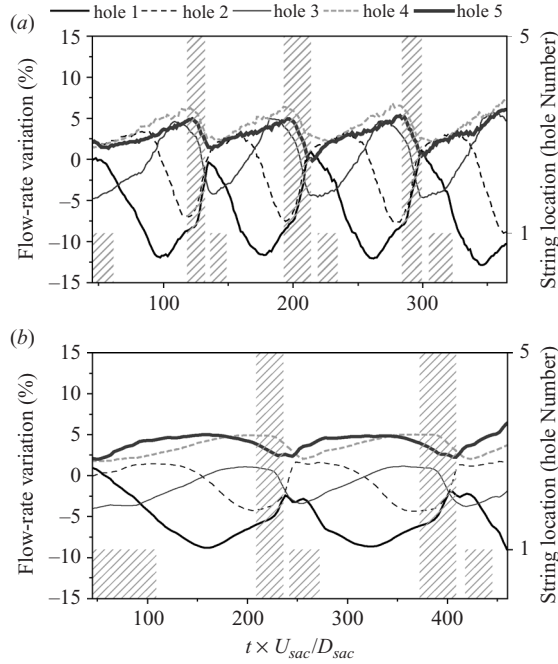 hole 1 hole 2 hole 3 hole 4 hole 5
(a)
15
10
5
0
−5
−10
−15
Flow-rate variation (%)
5
1
String location (hole Number)
100 200 300
(b)
15
10
5
0
−5
−10
−15
Flow-rate variation (%)
5
1
String location (hole Number)
100 200 300 400
t × U_sac/D_sac